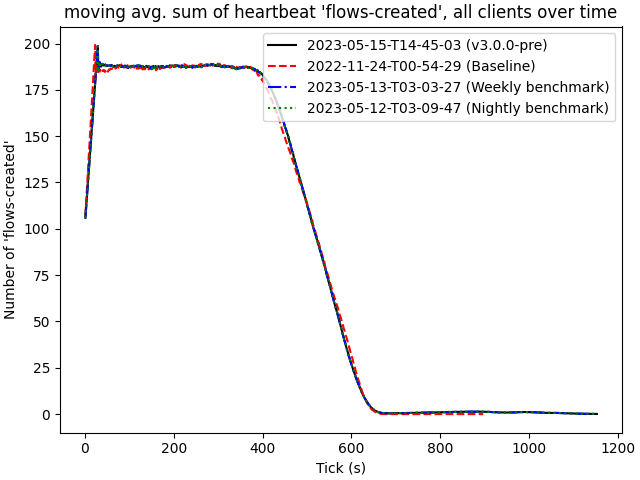 moving avg. sum of heartbeat 'flows-created', all clients over time
2023-05-15-T14-45-03 (v3.0.0-pre)
2022-11-24-T00-54-29 (Baseline)
2023-05-13-T03-03-27 (Weekly benchmark)
2023-05-12-T03-09-47 (Nightly benchmark)
Number of 'flows-created'
200
175
150
125
100
75
50
25
0
0 200 400 600 800 1000 1200
Tick (s)